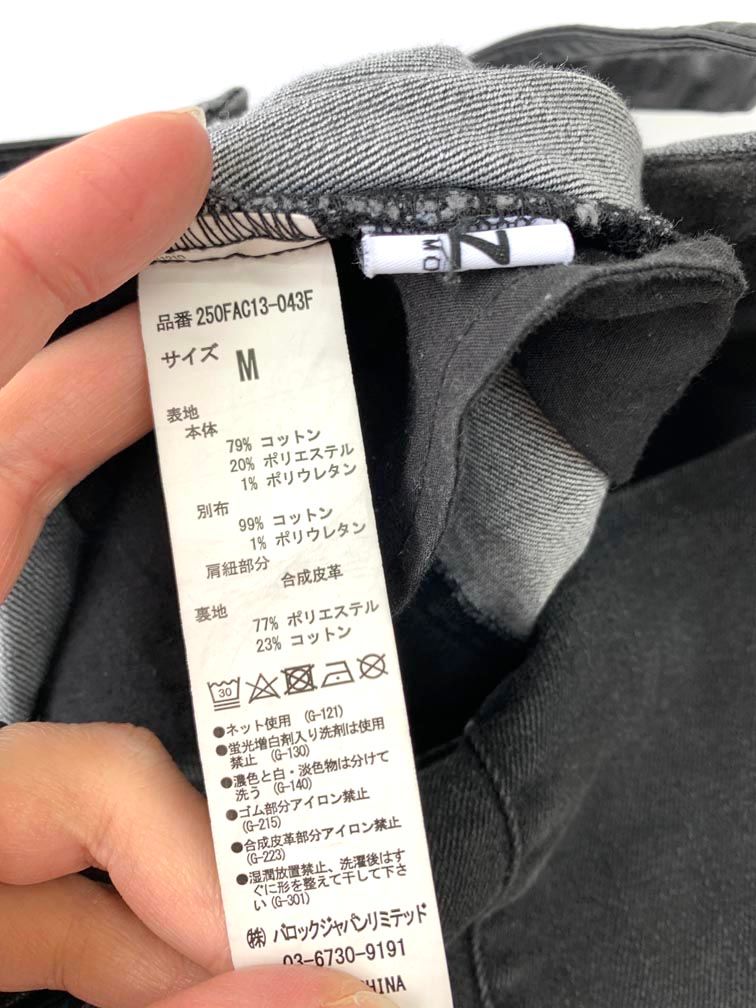 品番 250FAC13-043F
サイズ M
表地
本体
79% コットン
20% ポリエステル
1% ポリウレタン
別布
99% コットン
1% ポリウレタン
肩紐部分
合成皮革
裏地
77% ポリエステル
23% コットン
30
●ネット使用 (G-121)
●蛍光増白剤入り洗剤は使用
禁止 (G-130)
●濃色と白・淡色物は分けて
洗う (G-140)
●ゴム部分アイロン禁止
(G-215)
●合成皮革部分アイロン禁止
(G-223)
●湿潤放置禁止、洗濯後はす
ぐに形を整えて干して下さ
い (G-301)
㈱ バロックジャパンリミテッド
03-6730-9191
CHINA
MO